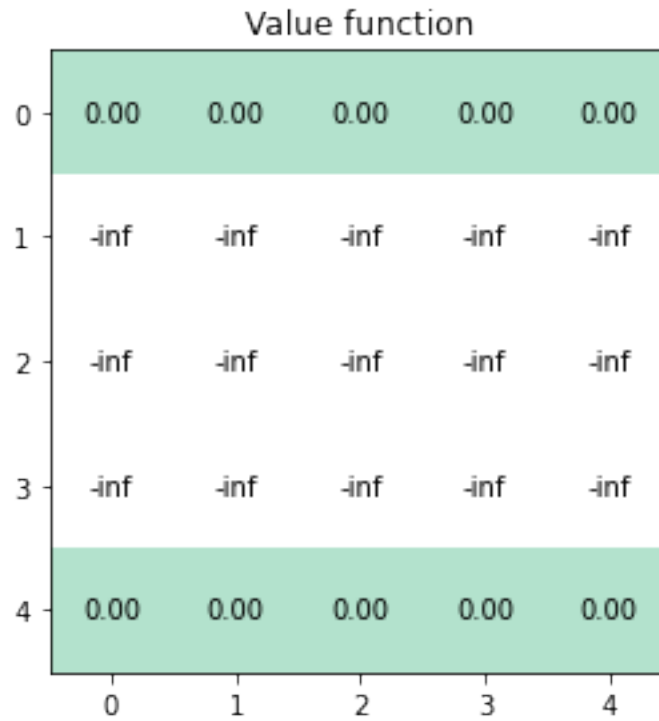 Value function
0 0.00 0.00 0.00 0.00 0.00
1 -inf -inf -inf -inf -inf
2 -inf -inf -inf -inf -inf
3 -inf -inf -inf -inf -inf
4 0.00 0.00 0.00 0.00 0.00
0 1 2 3 4